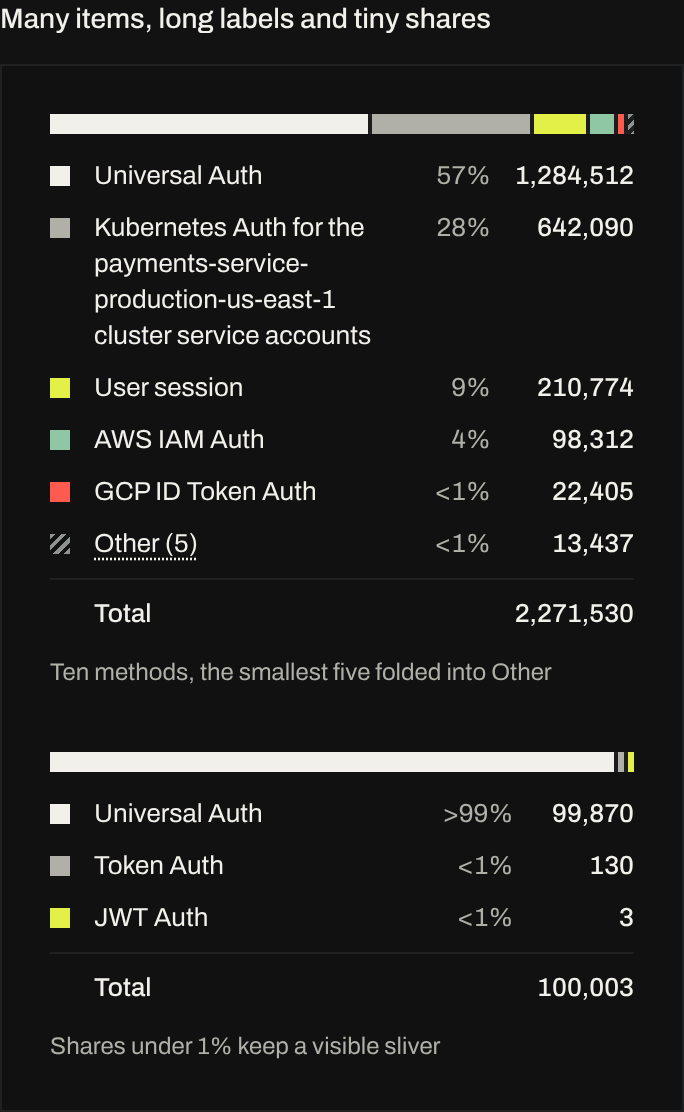 Many items, long labels and tiny shares
Universal Auth 57% 1,284,512
Kubernetes Auth for the 28% 642,090
payments-service-
production-us-east-1
cluster service accounts
User session 9% 210,774
AWS IAM Auth 4% 98,312
GCP ID Token Auth <1% 22,405
Other (5) <1% 13,437
Total 2,271,530
Ten methods, the smallest five folded into Other
Universal Auth >99% 99,870
Token Auth <1% 130
JWT Auth <1% 3
Total 100,003
Shares under 1% keep a visible sliver